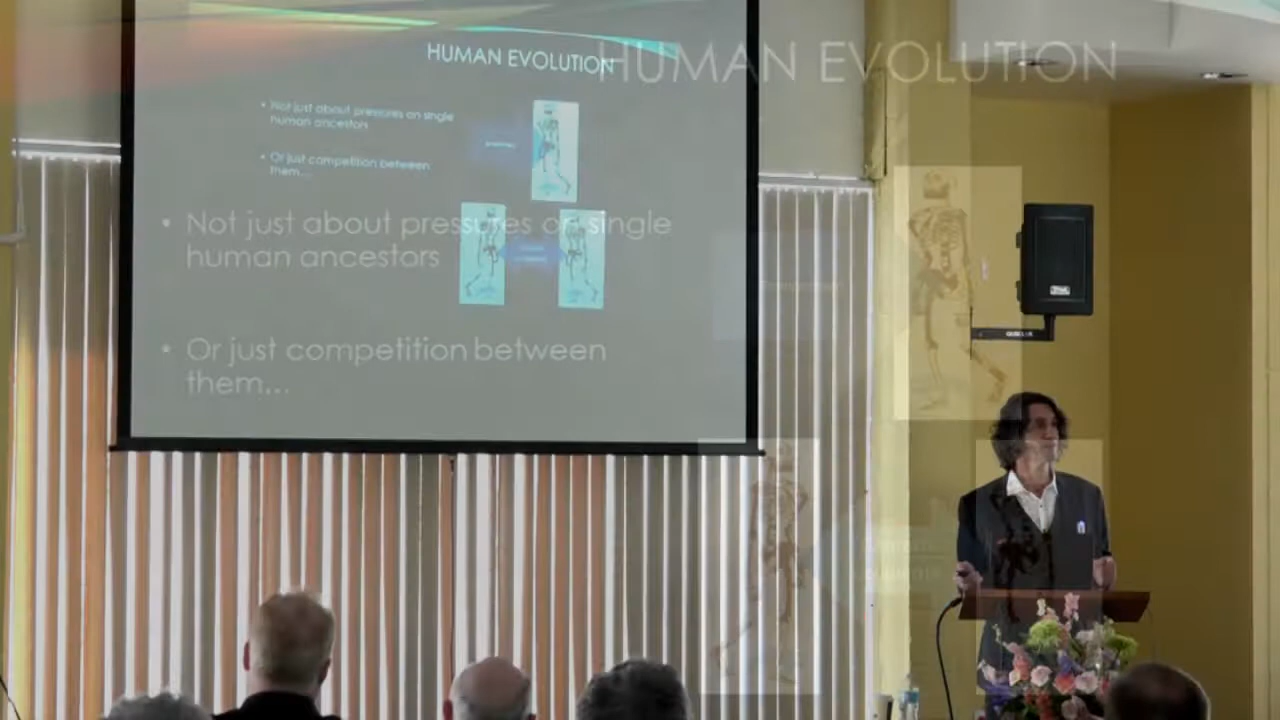 HUMAN EVOLUTION
• Not just about pressures on single
human ancestors
• Or just competition between
them...
HUMAN EVOLUTION
• Not just about pressures on single
human ancestors
• Or just competition between
them...